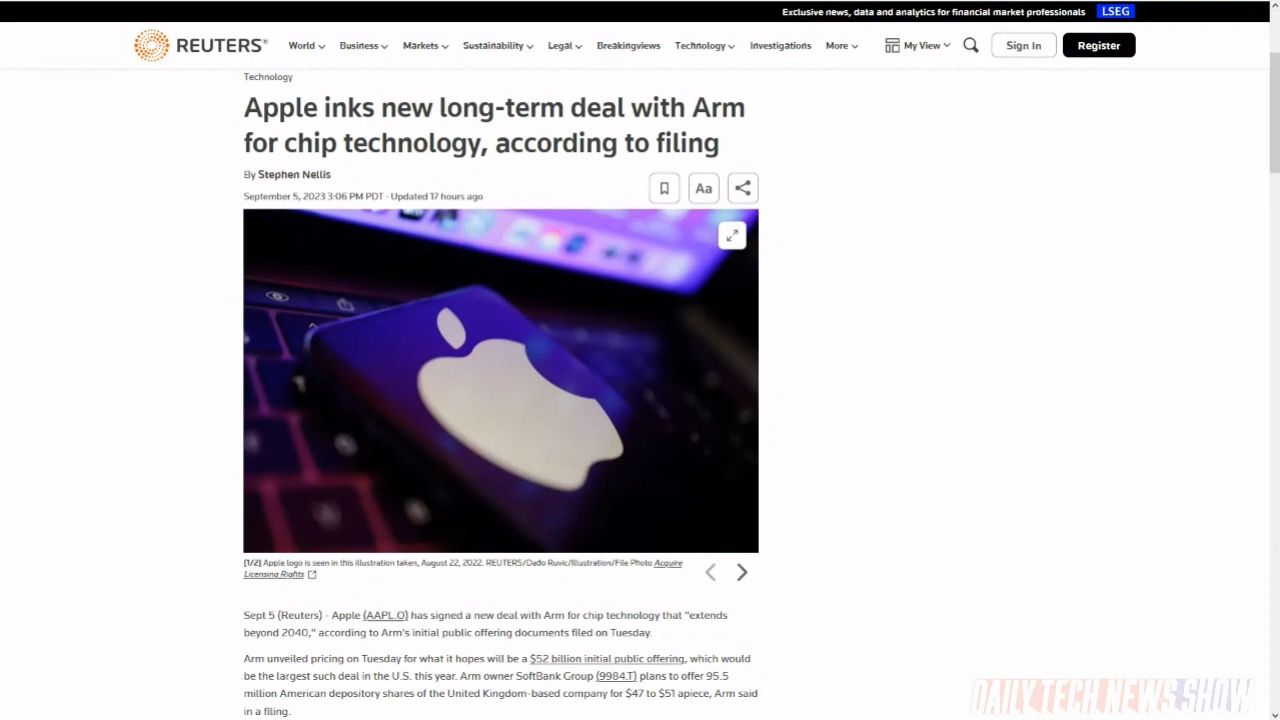 Exclusive news, data and analytics for financial market professionals LSEG
REUTERS® World Business Markets Sustainability Legal Breakingviews Technology Investigations More My View Sign In Register
Technology
Apple inks new long-term deal with Arm
for chip technology, according to filing
By Stephen Nellis
September 5, 2023 3:06 PM PDT · Updated 17 hours ago
Aa
[1/2] Apple logo is seen in this illustration taken, August 22, 2022. REUTERS/Dado Ruvic/Illustration/File Photo Acquire
Licensing Rights
Sept 5 (Reuters) - Apple (AAPL.O) has signed a new deal with Arm for chip technology that "extends
beyond 2040," according to Arm's initial public offering documents filed on Tuesday.
Arm unveiled pricing on Tuesday for what it hopes will be a $52 billion initial public offering, which would
be the largest such deal in the U.S. this year. Arm owner SoftBank Group (9984.T) plans to offer 95.5
million American depository shares of the United Kingdom-based company for $47 to $51 apiece, Arm said
in a filing.
DAILY TECH NEWS SHOW